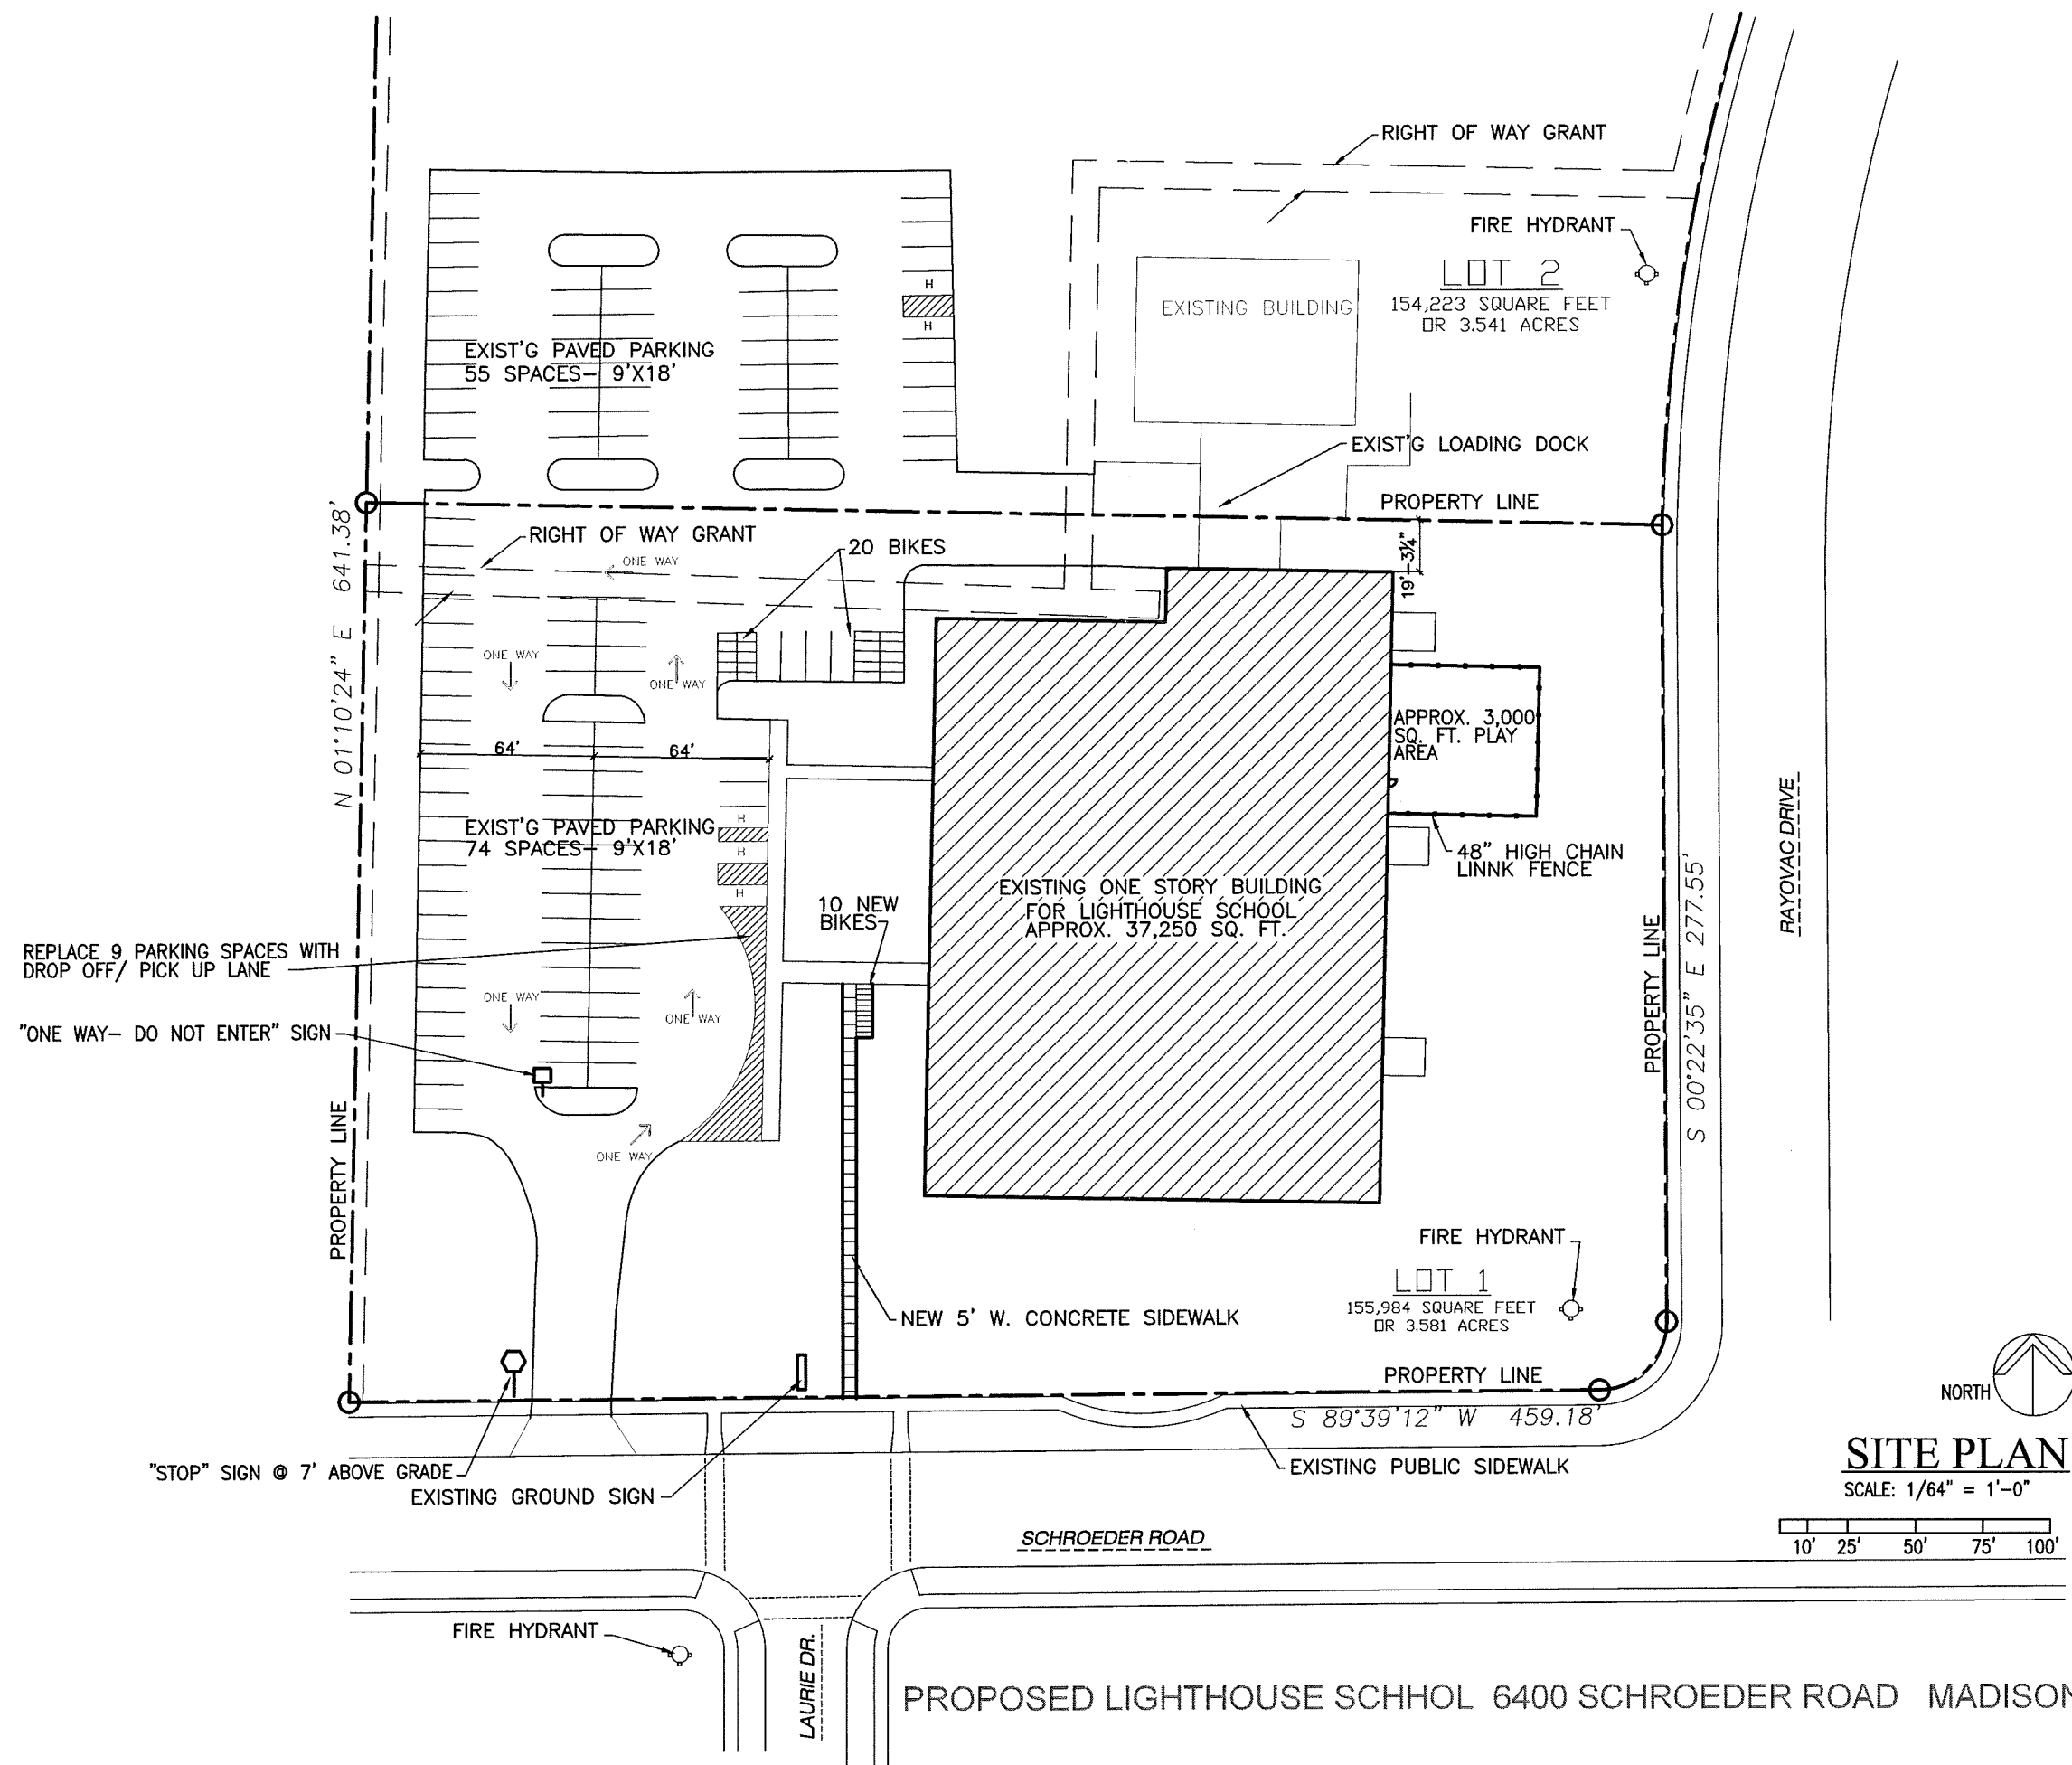 RIGHT OF WAY GRANT
FIRE HYDRANT
LOT 2
154,223 SQUARE FEET
OR 3.541 ACRES
EXISTING BUILDING
H
H
EXIST'G PAVED PARKING
55 SPACES- 9'X18'
EXIST'G LOADING DOCK
PROPERTY LINE
N 01°10'24" E 641.38'
RIGHT OF WAY GRANT
20 BIKES
ONE WAY
19'-3¼"
ONE WAY
ONE WAY
APPROX. 3,000
SQ. FT. PLAY
AREA
64'
64'
RAYOVAC DRIVE
EXIST'G PAVED PARKING
74 SPACES- 9'X18'
H
H
H
48" HIGH CHAIN
LINNK FENCE
S 00°22'35" E 277.55'
EXISTING ONE STORY BUILDING
FOR LIGHTHOUSE SCHOOL
APPROX. 37,250 SQ. FT.
10 NEW
BIKES
REPLACE 9 PARKING SPACES WITH
DROP OFF/ PICK UP LANE
PROPERTY LINE
ONE WAY
ONE WAY
"ONE WAY- DO NOT ENTER" SIGN
ONE WAY
PROPERTY LINE
FIRE HYDRANT
LOT 1
155,984 SQUARE FEET
OR 3.581 ACRES
NEW 5' W. CONCRETE SIDEWALK
PROPERTY LINE
NORTH
S 89°39'12" W 459.18'
"STOP" SIGN @ 7' ABOVE GRADE
EXISTING GROUND SIGN
EXISTING PUBLIC SIDEWALK
SITE PLAN
SCALE: 1/64" = 1'-0"
10' 25' 50' 75' 100'
SCHROEDER ROAD
FIRE HYDRANT
LAURIE DR.
PROPOSED LIGHTHOUSE SCHHOL 6400 SCHROEDER ROAD MADISON